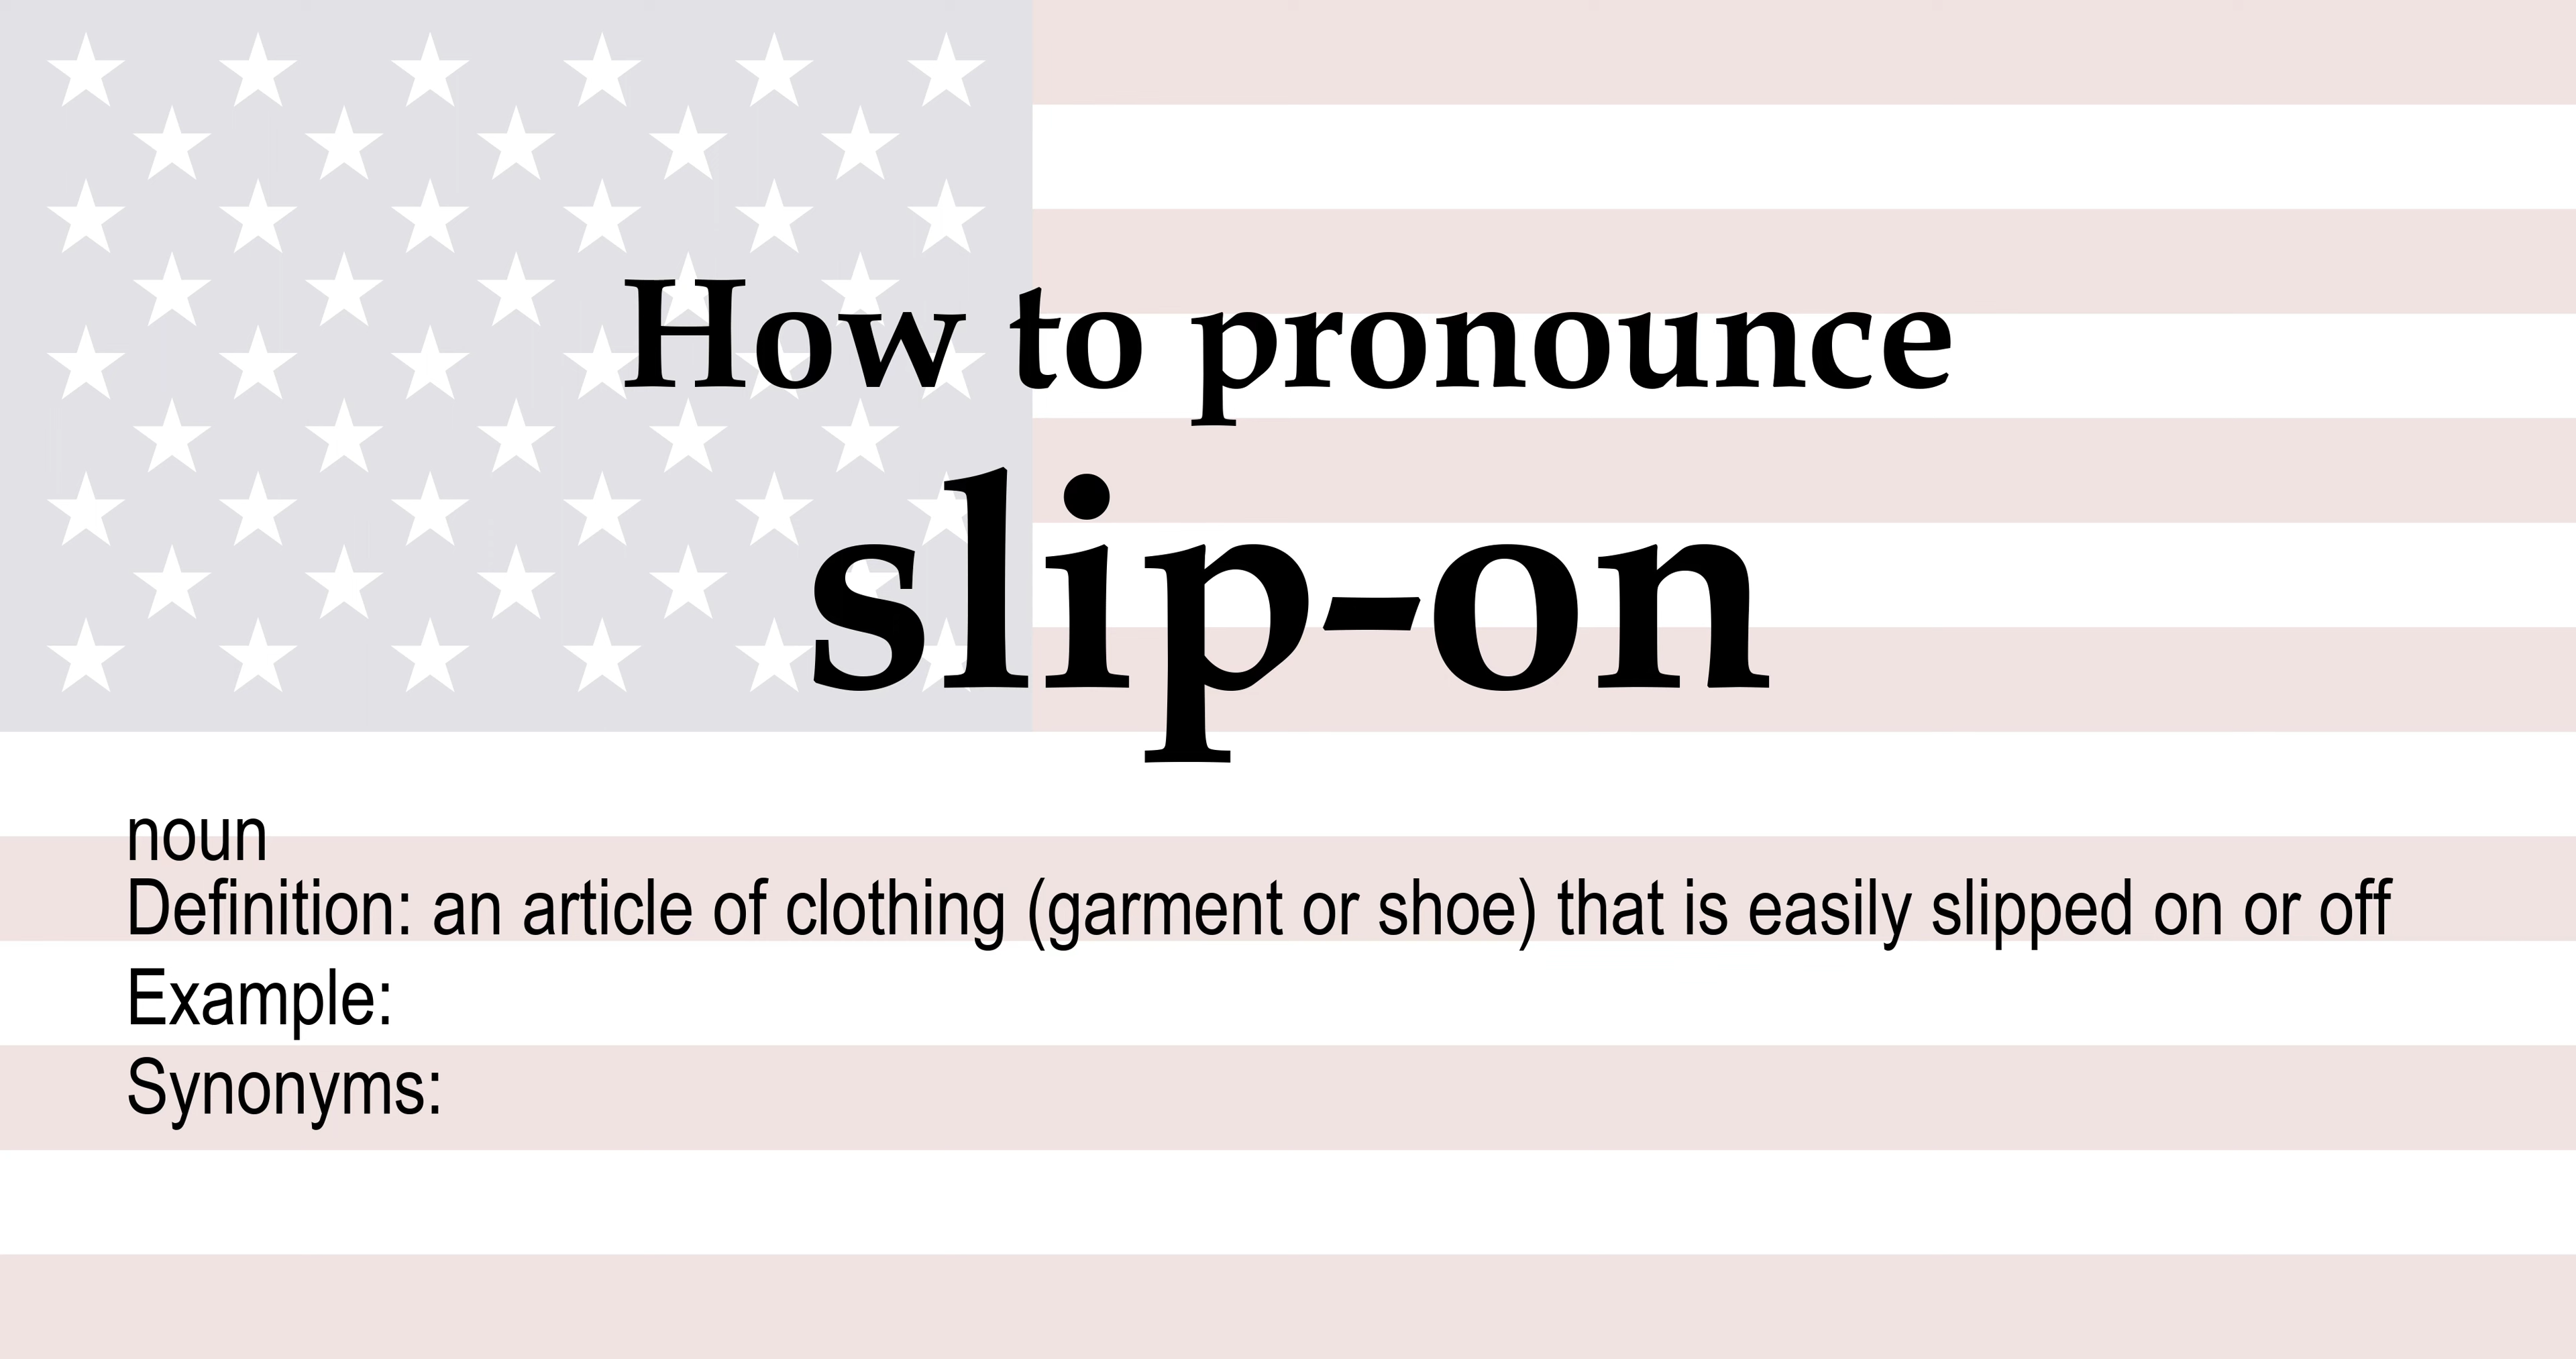 How to pronounce
slip-on
noun
Definition: an article of clothing (garment or shoe) that is easily slipped on or off
Example:
Synonyms: